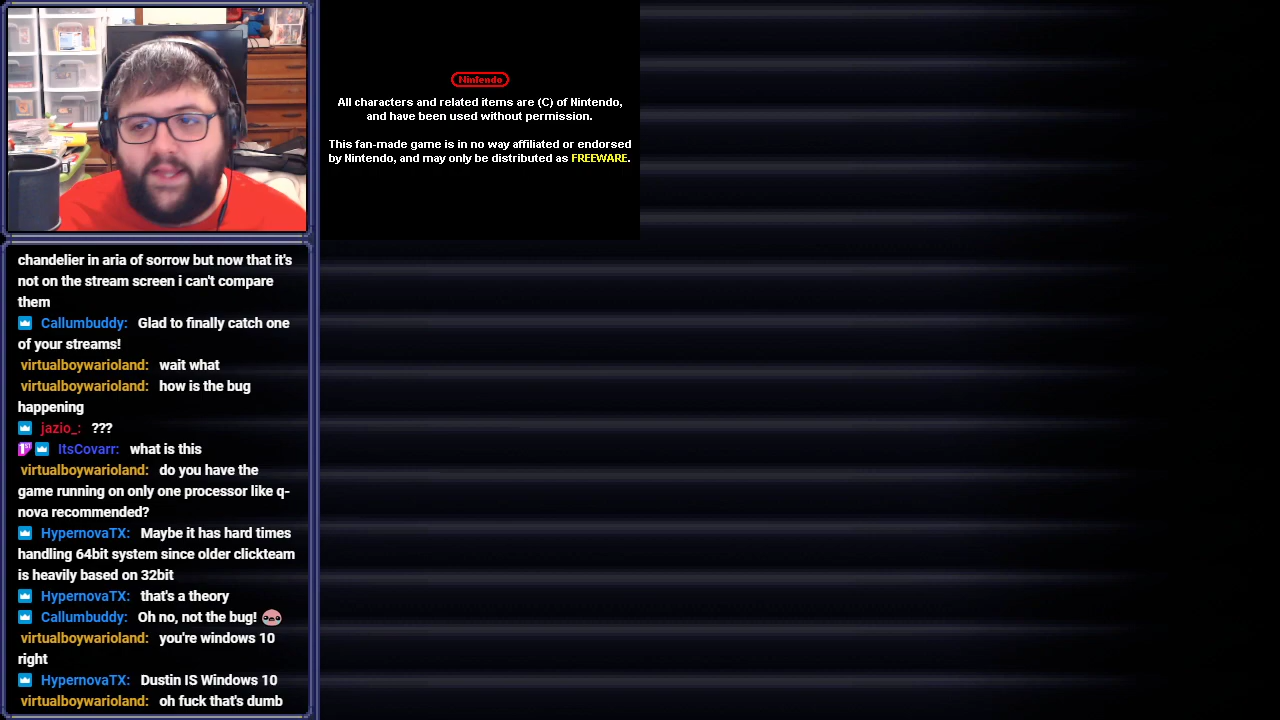 Nintendo
All characters and related items are (C) of Nintendo,
and have been used without permission.
This fan-made game is in no way affiliated or endorsed
by Nintendo, and may only be distributed as FREEWARE.
chandelier in aria of sorrow but now that it's
not on the stream screen i can't compare
them
Callumbuddy: Glad to finally catch one
of your streams!
virtualboywarioland: wait what
virtualboywarioland: how is the bug
happening
jazio_: ???
1ST ItsCovarr: what is this
virtualboywarioland: do you have the
game running on only one processor like q-
nova recommended?
HypernovaTX: Maybe it has hard times
handling 64bit system since older clickteam
is heavily based on 32bit
HypernovaTX: that's a theory
Callumbuddy: Oh no, not the bug!
virtualboywarioland: you're windows 10
right
HypernovaTX: Dustin IS Windows 10
virtualboywarioland: oh fuck that's dumb